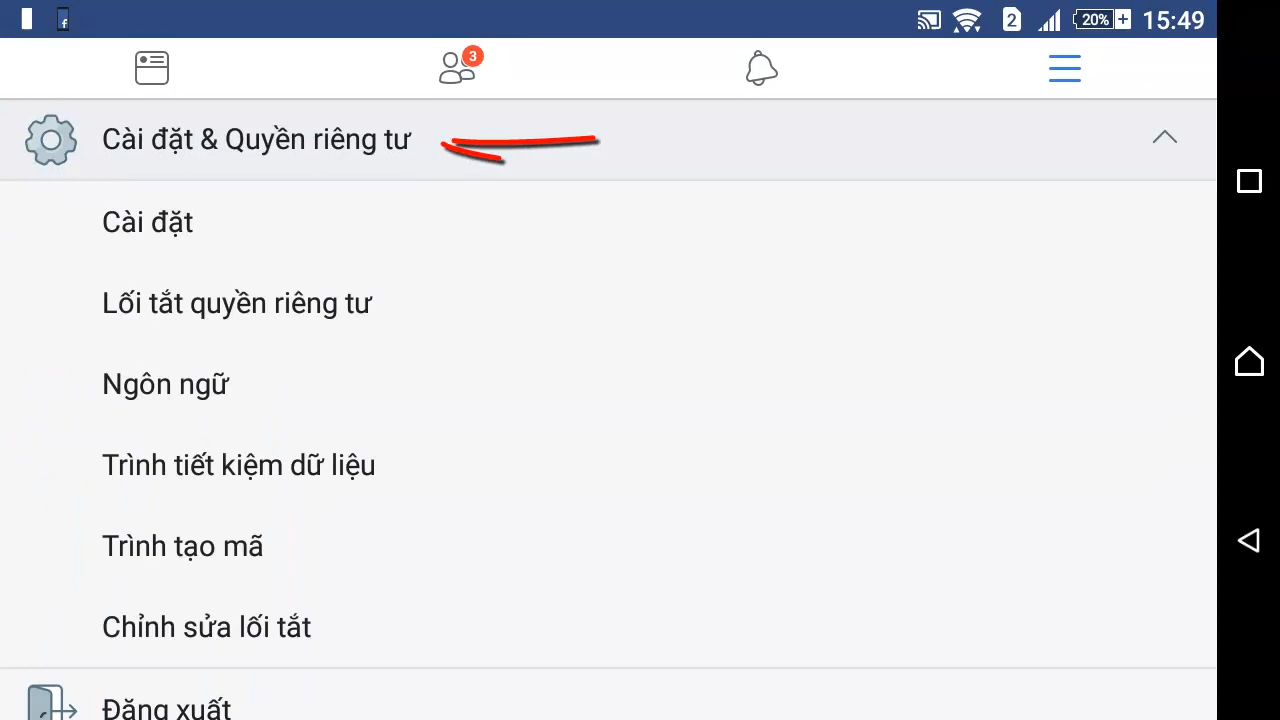 2 20% 15:49
3
Cài đặt & Quyền riêng tư
Cài đặt
Lối tắt quyền riêng tư
Ngôn ngữ
Trình tiết kiệm dữ liệu
Trình tạo mã
Chỉnh sửa lối tắt
Đăng xuất